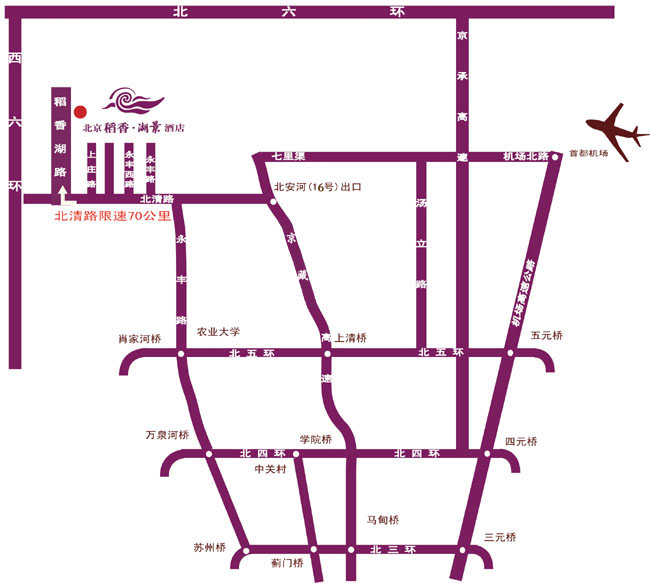 北六环
西六环
京承高速
稻香湖路
北京稻香·湖景酒店
上庄路
永丰西路
永丰路
七里渠
机场北路
首都机场
北清路
北安河(16号)出口
北清路限速70公里
汤立路
京藏高速
永丰路
机场高速公路
肖家河桥
农业大学
上清桥
五元桥
北五环
北五环
万泉河桥
学院桥
四元桥
北四环
北四环
中关村
马甸桥
苏州桥
蓟门桥
北三环
三元桥